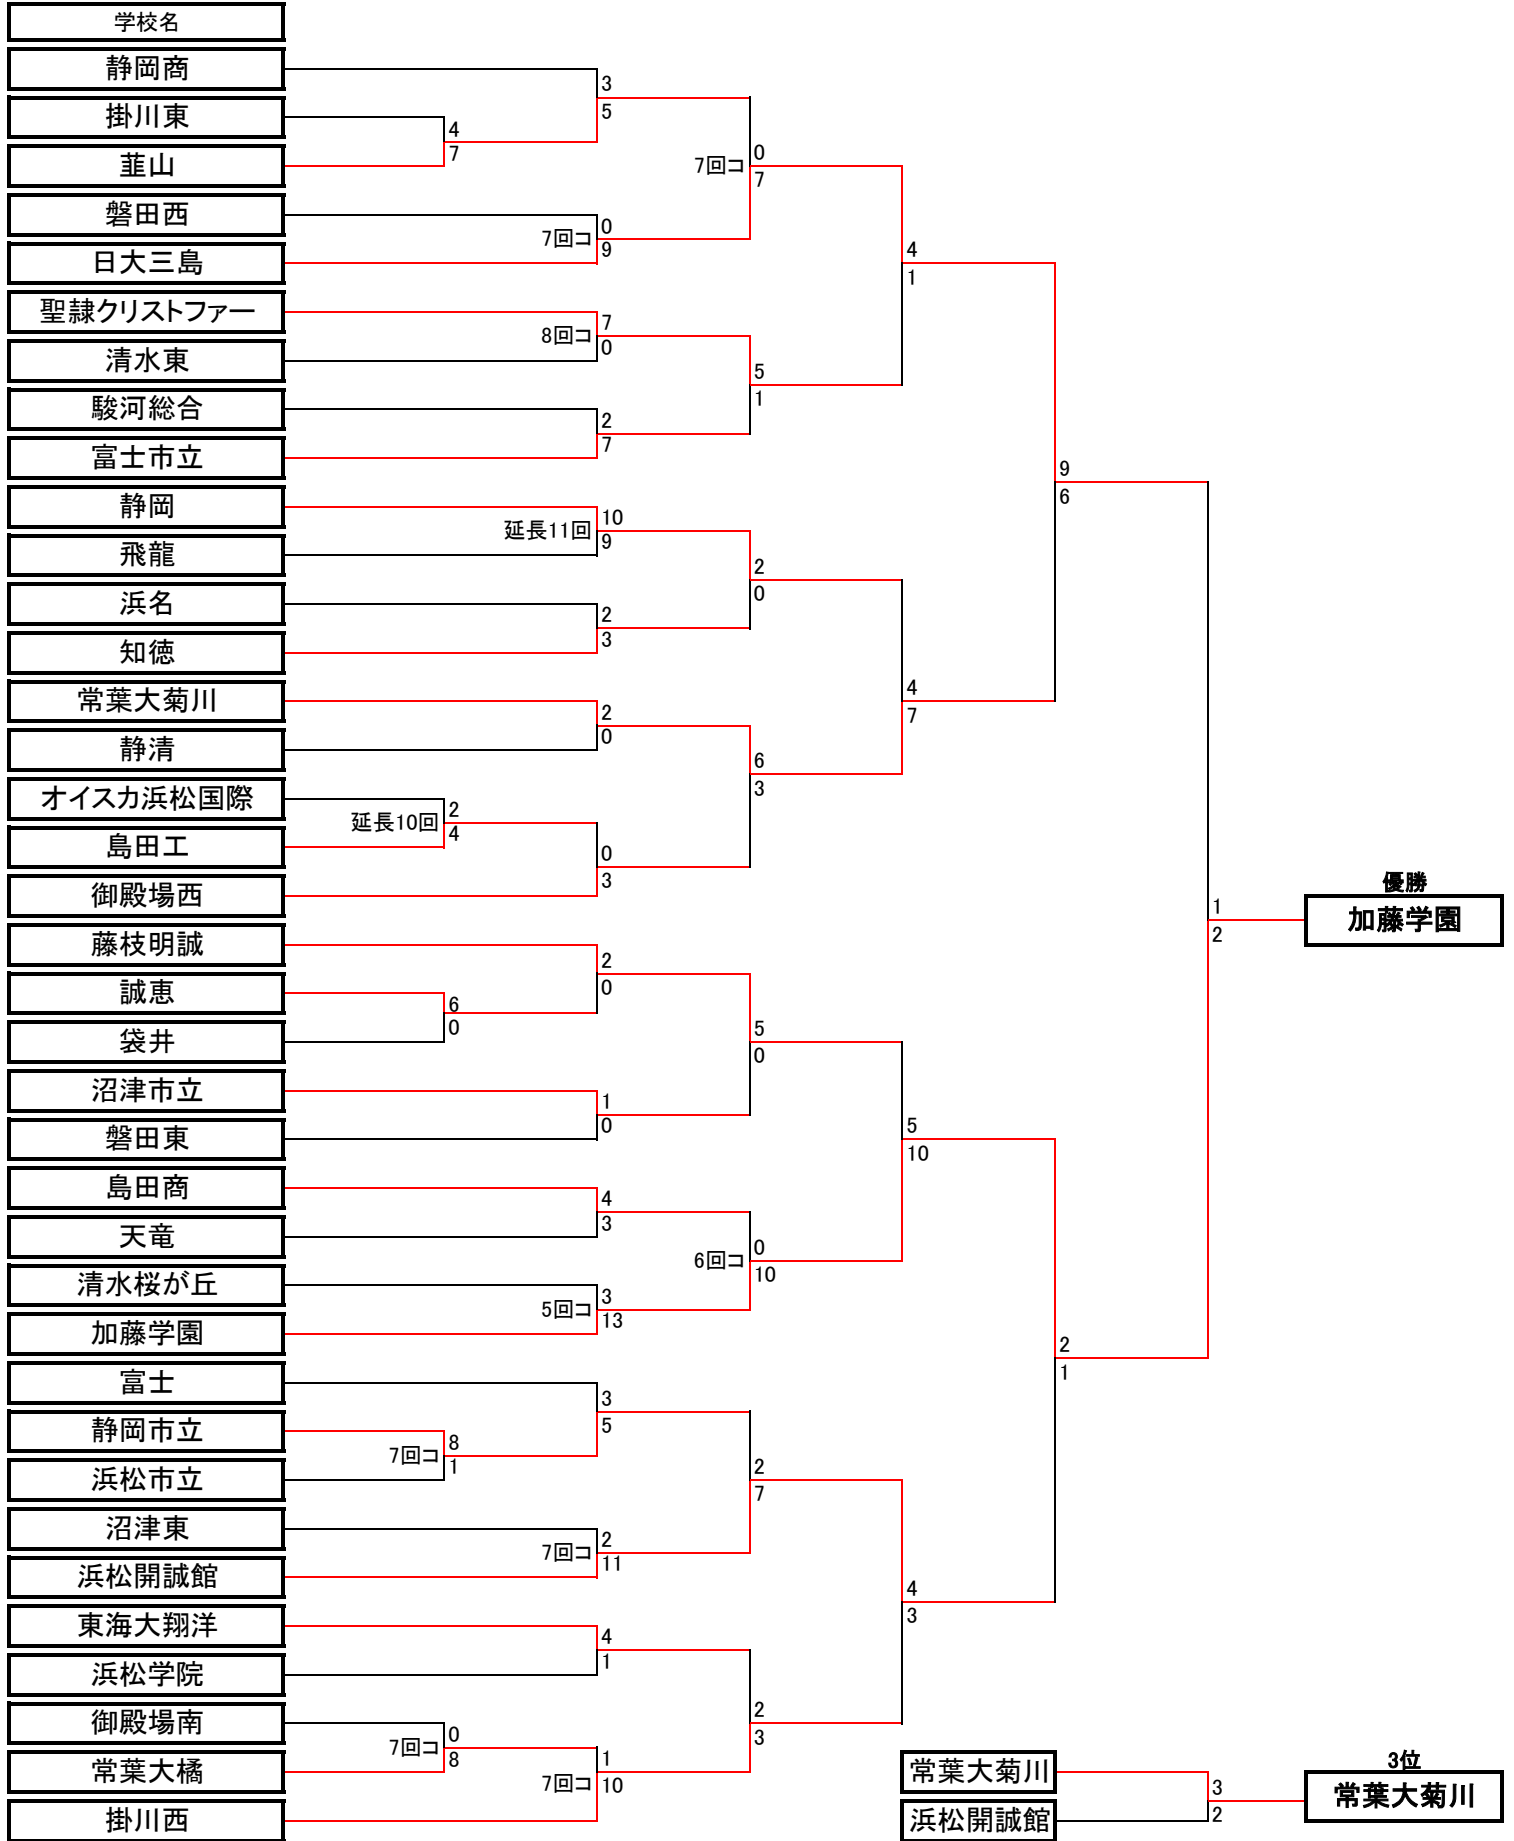 学校名
静岡商
掛川東
韮山
磐田西
日大三島
聖隷クリストファー
清水東
駿河総合
富士市立
静岡
飛龍
浜名
知徳
常葉大菊川
静清
オイスカ浜松国際
島田工
御殿場西
藤枝明誠
誠恵
袋井
沼津市立
磐田東
島田商
天竜
清水桜が丘
加藤学園
富士
静岡市立
浜松市立
沼津東
浜松開誠館
東海大翔洋
浜松学院
御殿場南
常葉大橘
掛川西
4
7
延長10回
2
4
6
0
7回コ
8
1
7回コ
0
8
3
5
7回コ
0
9
8回コ
7
0
2
7
延長11回
10
9
2
3
2
0
0
3
2
0
1
0
4
3
5回コ
3
13
3
5
7回コ
2
11
4
1
7回コ
1
10
7回コ
0
7
5
1
2
0
6
3
5
0
6回コ
0
10
2
7
2
3
4
1
4
7
5
10
4
3
9
6
2
1
1
2
優勝
加藤学園
常葉大菊川
浜松開誠館
3
2
3位
常葉大菊川